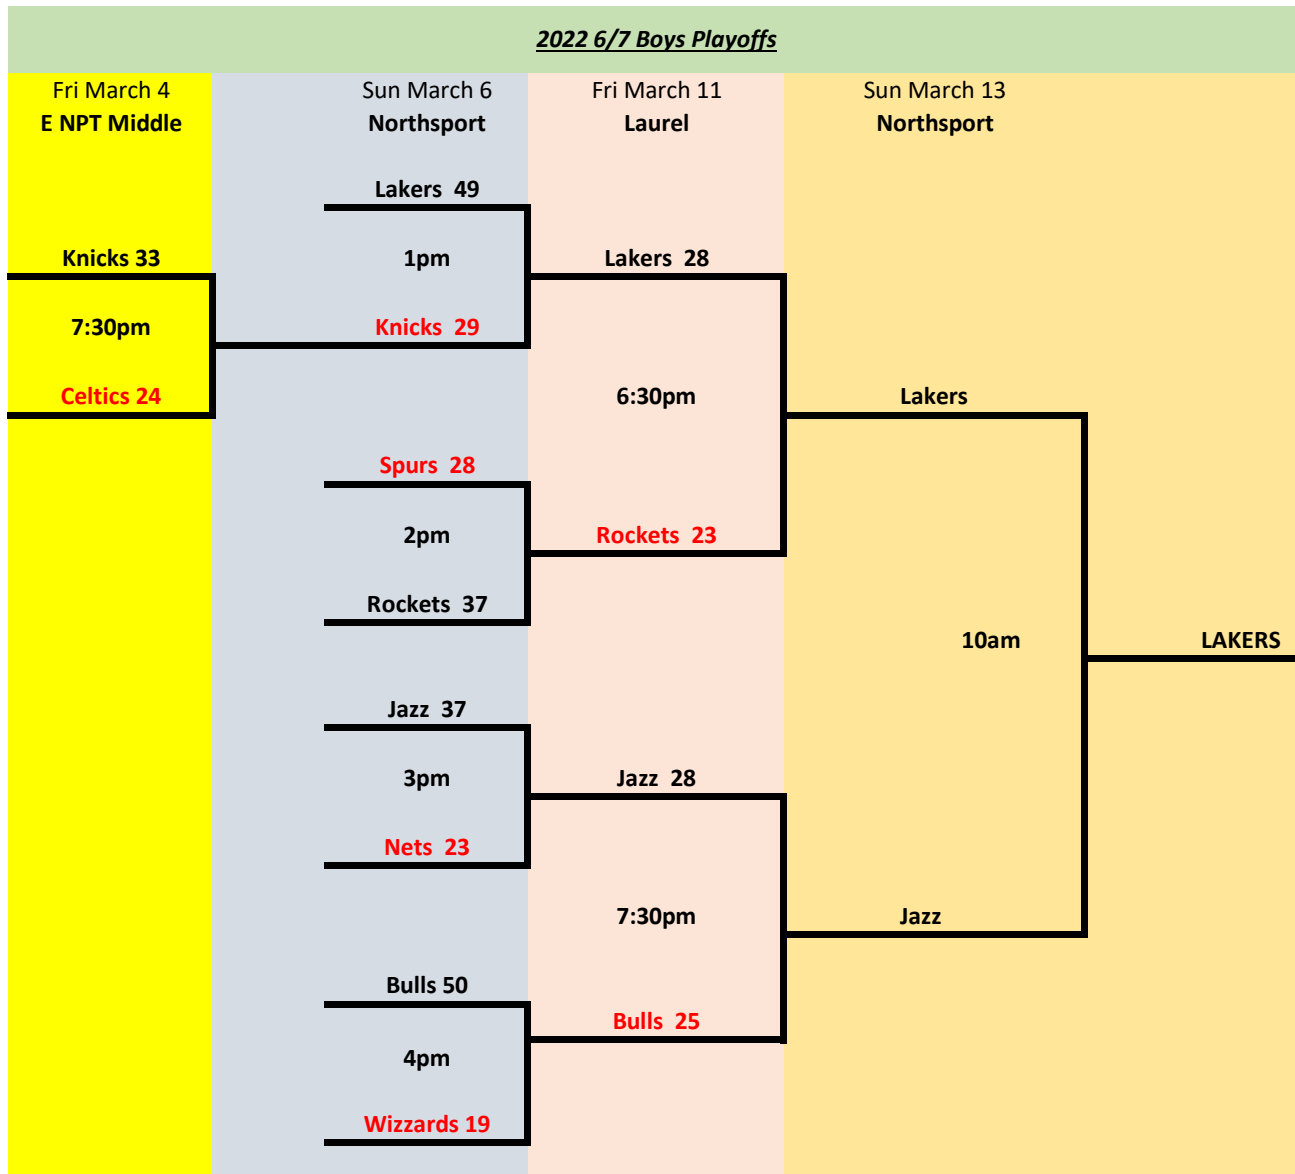 2022 6/7 Boys Playoffs
Fri March 4
E NPT Middle
Sun March 6
Northsport
Fri March 11
Laurel
Sun March 13
Northsport
Knicks 33
7:30pm
Celtics 24
Lakers 49
1pm
Knicks 29
Spurs 28
2pm
Rockets 37
Jazz 37
3pm
Nets 23
Bulls 50
4pm
Wizzards 19
Lakers 28
6:30pm
Rockets 23
Jazz 28
7:30pm
Bulls 25
Lakers
10am
Jazz
LAKERS